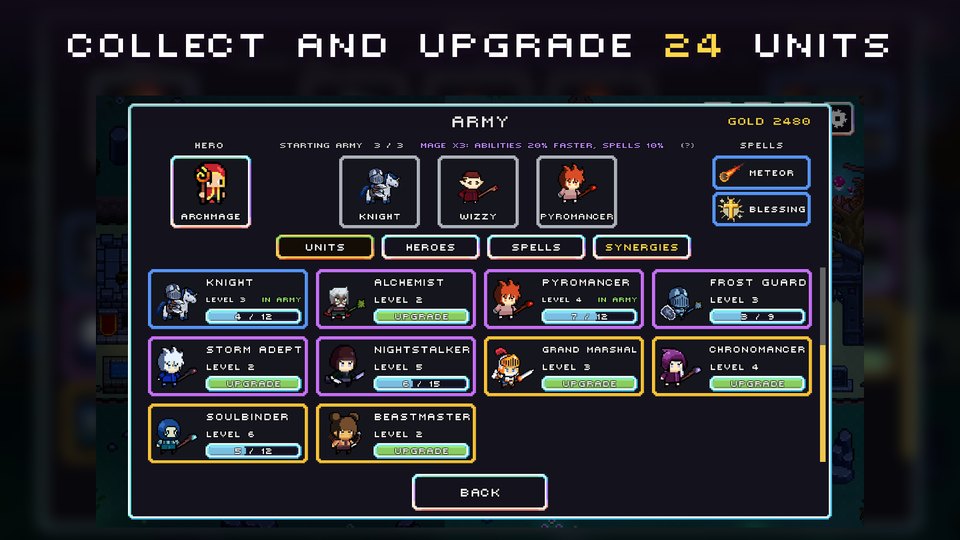 COLLECT AND UPGRADE 24 UNITS
ARMY
GOLD 2480
HERO
STARTING ARMY 3 / 3
MAGE X3: ABILITIES 20% FASTER, SPELLS 10%
(?)
SPELLS
ARCHMAGE
KNIGHT
WIZZY
PYROMANCER
METEOR
BLESSING
UNITS
HEROES
SPELLS
SYNERGIES
KNIGHT
LEVEL 3 IN ARMY
4 / 12
ALCHEMIST
LEVEL 2
UPGRADE
PYROMANCER
LEVEL 4 IN ARMY
7 / 12
FROST GUARD
LEVEL 3
3 / 9
STORM ADEPT
LEVEL 2
UPGRADE
NIGHTSTALKER
LEVEL 5
6 / 15
GRAND MARSHAL
LEVEL 3
UPGRADE
CHRONOMANCER
LEVEL 4
UPGRADE
SOULBINDER
LEVEL 6
5 / 12
BEASTMASTER
LEVEL 2
UPGRADE
BACK